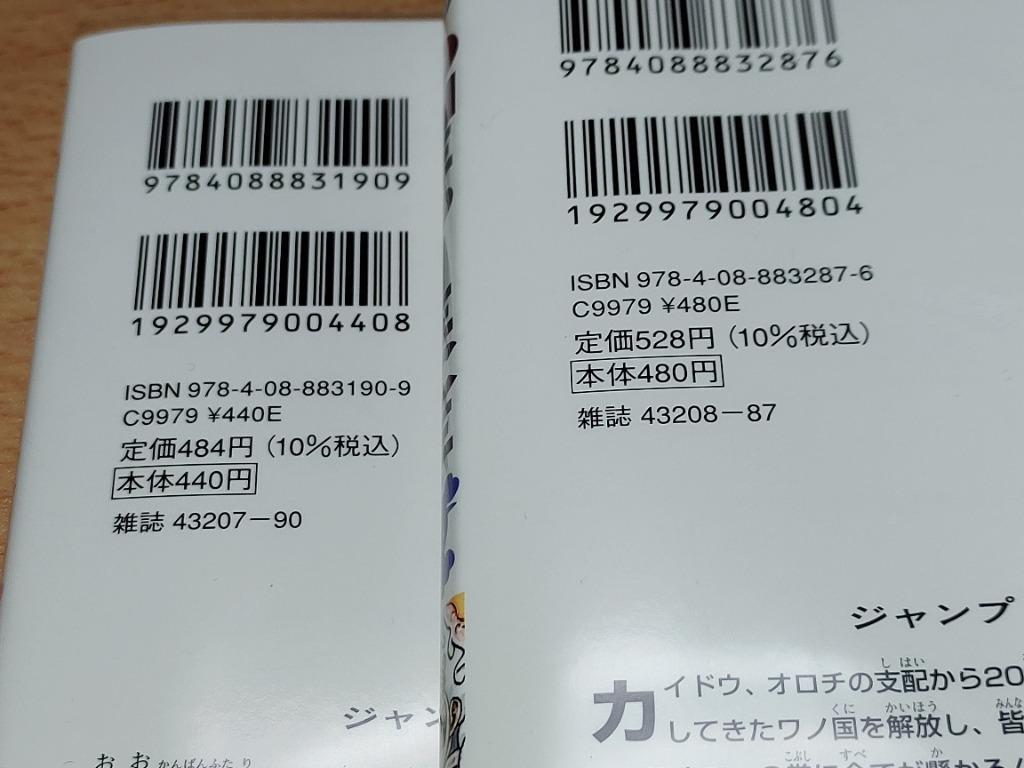 9784088831909
1929979004408
ISBN 978-4-08-883190-9
C9979 ¥440E
定価484円(10%税込)
本体440円
雑誌 43207-90
ジャン
9784088832876
1929979004804
ISBN 978-4-08-883287-6
C9979 ¥480E
定価528円(10%税込)
本体480円
雑誌 43208-87
ジャンプ
カイドウ、オロチの支配から20
してきたワノ国を解放し、皆